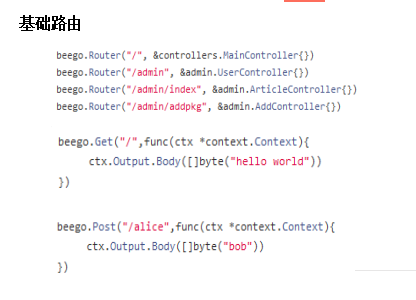 基础路由
beego.Router("/", &controllers.MainController{})
beego.Router("/admin", &admin.UserController{})
beego.Router("/admin/index", &admin.ArticleController{})
beego.Router("/admin/addpkg", &admin.AddController{})
beego.Get("/",func(ctx *context.Context){
ctx.Output.Body([]byte("hello world"))
})
beego.Post("/alice",func(ctx *context.Context){
ctx.Output.Body([]byte("bob"))
})